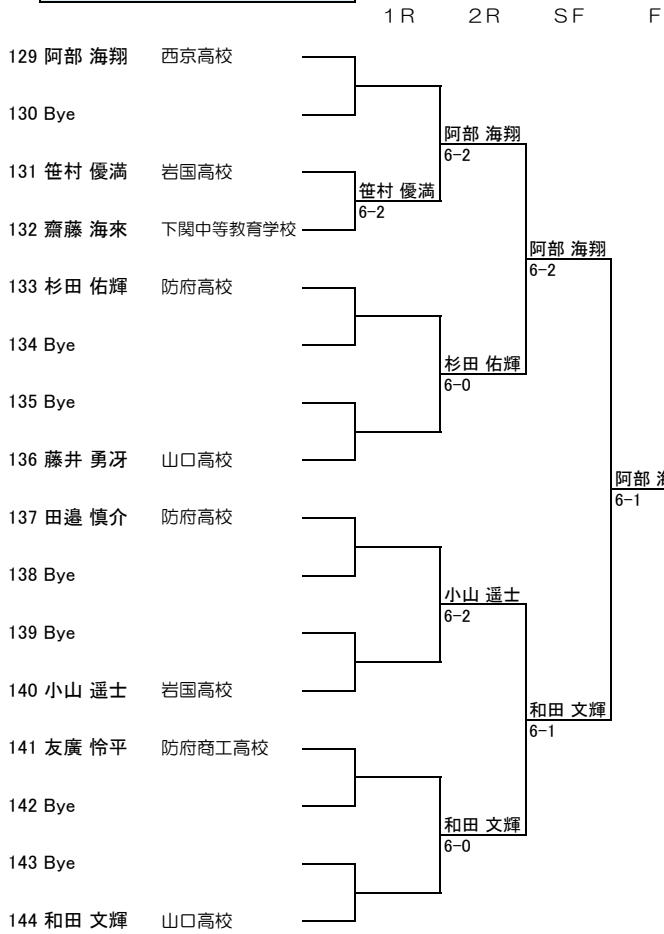 1R 2R SF F
129 阿部 海翔 西京高校
130 Bye
阿部 海翔
6-2
131 笹村 優満 岩国高校
笹村 優満
6-2
132 齋藤 海來 下関中等教育学校
阿部 海翔
6-2
133 杉田 佑輝 防府高校
134 Bye
杉田 佑輝
6-0
135 Bye
136 藤井 勇冴 山口高校
阿部
6-1
137 田邉 慎介 防府高校
138 Bye
小山 遥士
6-2
139 Bye
140 小山 遥士 岩国高校
和田 文輝
6-1
141 友廣 怜平 防府商工高校
142 Bye
和田 文輝
6-0
143 Bye
144 和田 文輝 山口高校